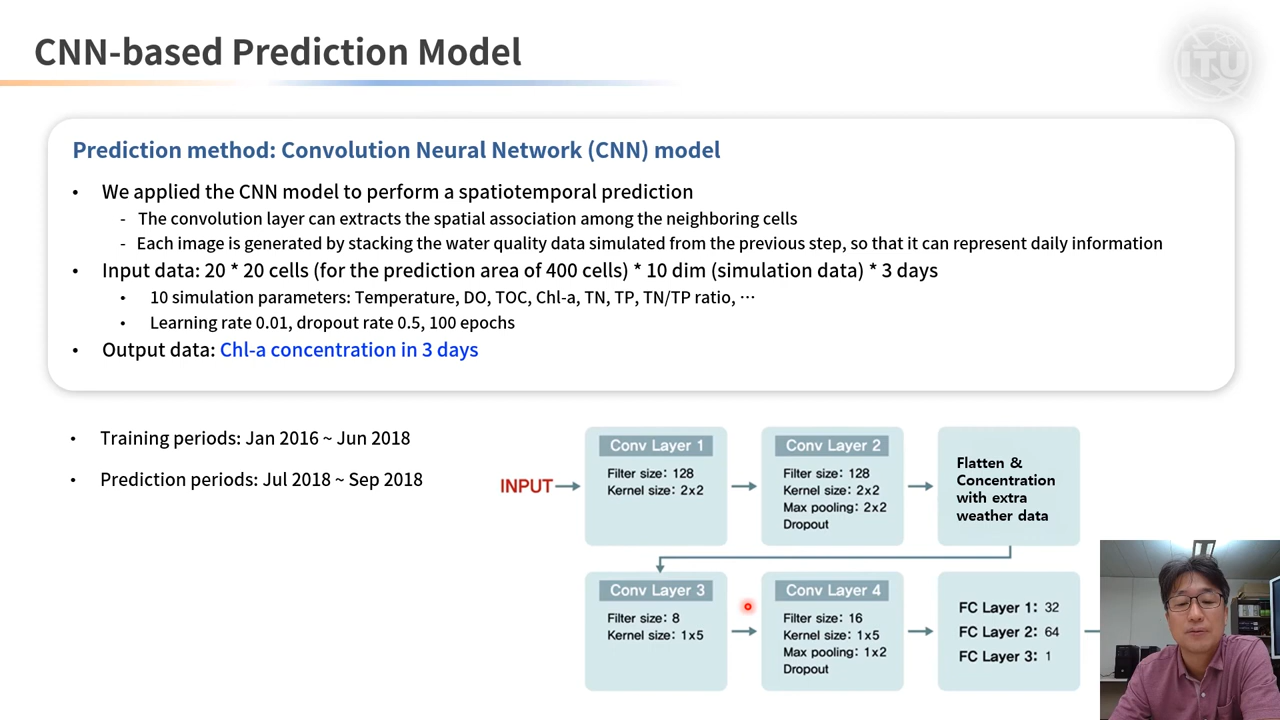 CNN-based Prediction Model
ITU
Prediction method: Convolution Neural Network (CNN) model
• We applied the CNN model to perform a spatiotemporal prediction
- The convolution layer can extracts the spatial association among the neighboring cells
- Each image is generated by stacking the water quality data simulated from the previous step, so that it can represent daily information
• Input data: 20 * 20 cells (for the prediction area of 400 cells) * 10 dim (simulation data) * 3 days
• 10 simulation parameters: Temperature, DO, TOC, Chl-a, TN, TP, TN/TP ratio, ⋯
• Learning rate 0.01, dropout rate 0.5, 100 epochs
• Output data: Chl-a concentration in 3 days
• Training periods: Jan 2016 ~ Jun 2018
• Prediction periods: Jul 2018 ~ Sep 2018
INPUT
Conv Layer 1
Filter size: 128
Kernel size: 2x2
Conv Layer 2
Filter size: 128
Kernel size: 2x2
Max pooling: 2x2
Dropout
Flatten &
Concentration
with extra
weather data
Conv Layer 3
Filter size: 8
Kernel size: 1x5
Conv Layer 4
Filter size: 16
Kernel size: 1x5
Max pooling: 1x2
Dropout
FC Layer 1: 32
FC Layer 2: 64
FC Layer 3: 1